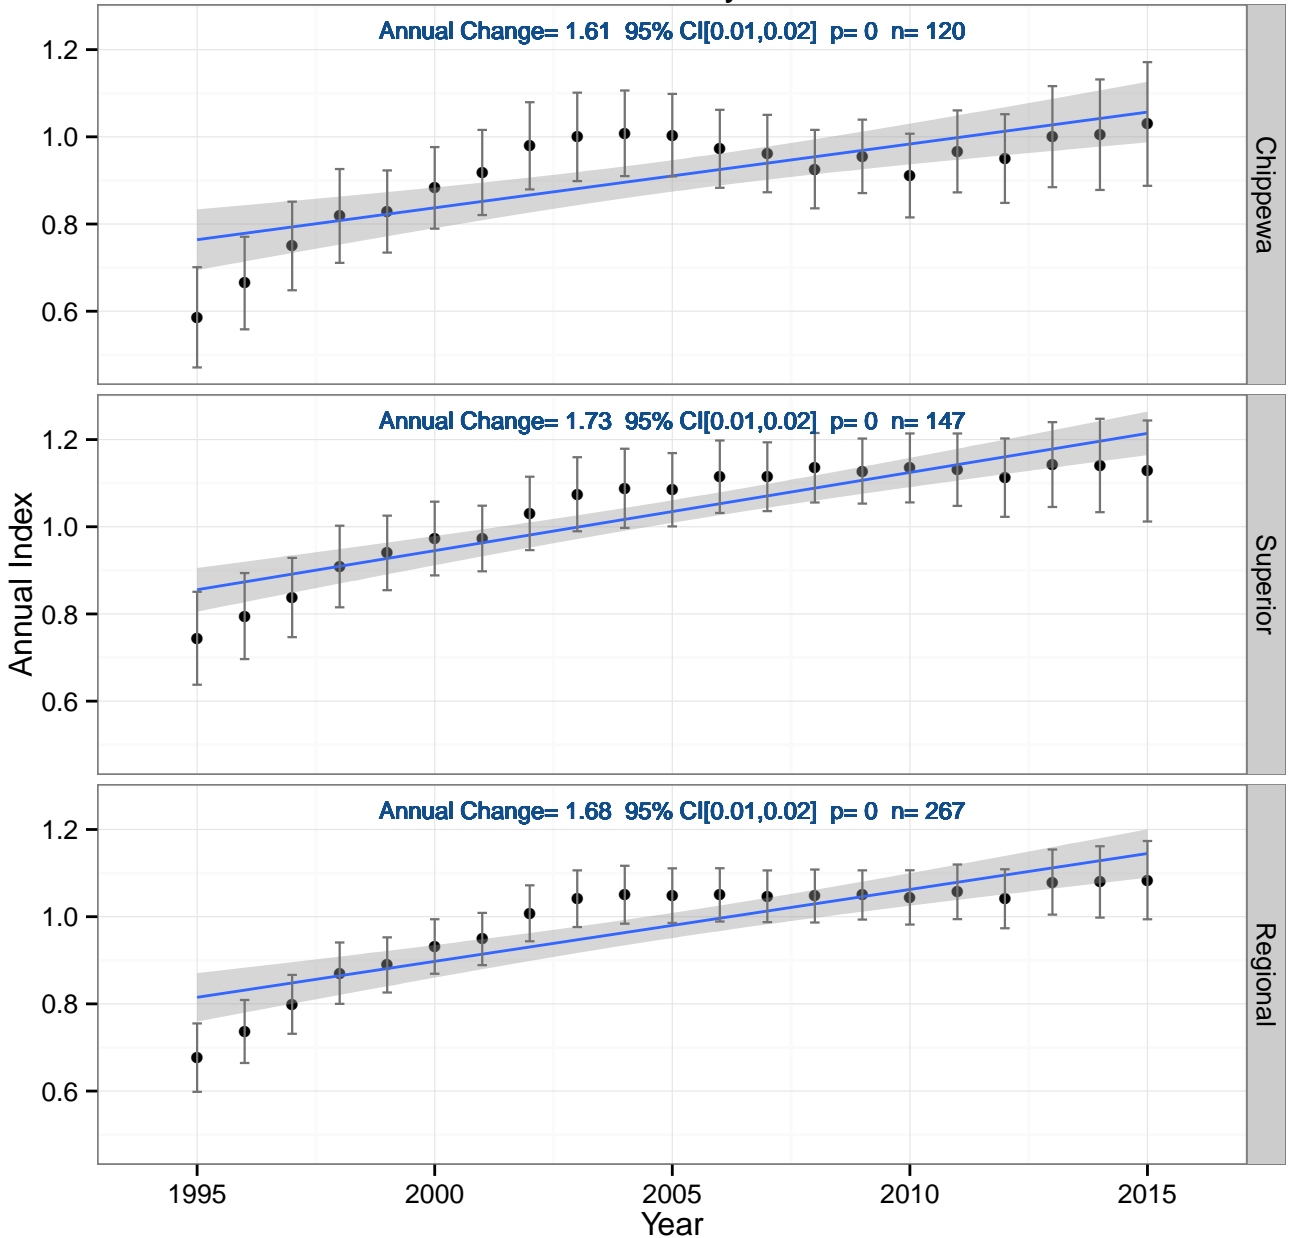 Annual Change= 1.61 95% CI[0.01,0.02] p= 0 n= 120
1.2
1.0
0.8
0.6
Chippewa
Annual Change= 1.73 95% CI[0.01,0.02] p= 0 n= 147
1.2
1.0
0.8
0.6
Superior
Annual Index
Annual Change= 1.68 95% CI[0.01,0.02] p= 0 n= 267
1.2
1.0
0.8
0.6
Regional
1995 2000 2005 2010 2015
Year